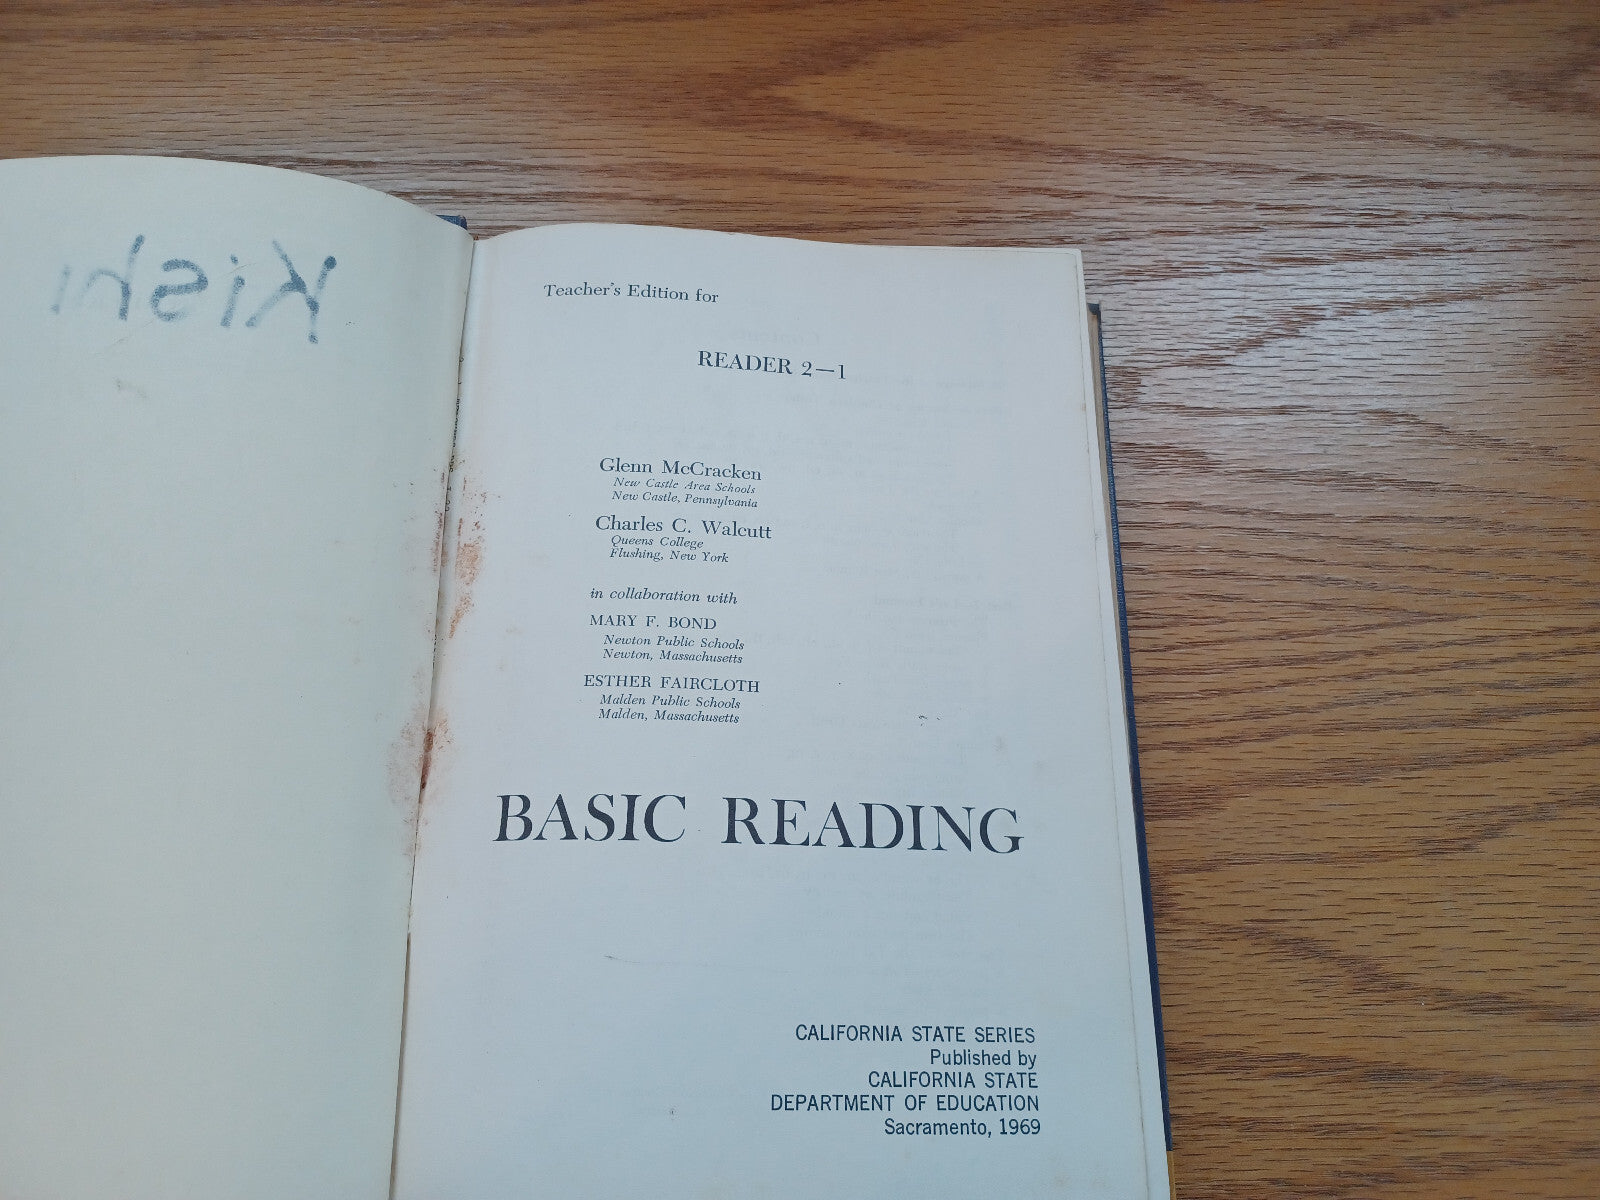 Kishi
Teacher's Edition for
READER 2—1
Glenn McCracken
New Castle Area Schools
New Castle, Pennsylvania
Charles C. Walcutt
Queens College
Flushing, New York
in collaboration with
MARY F. BOND
Newton Public Schools
Newton, Massachusetts
ESTHER FAIRCLOTH
Malden Public Schools
Malden, Massachusetts
BASIC READING
CALIFORNIA STATE SERIES
Published by
CALIFORNIA STATE
DEPARTMENT OF EDUCATION
Sacramento, 1969